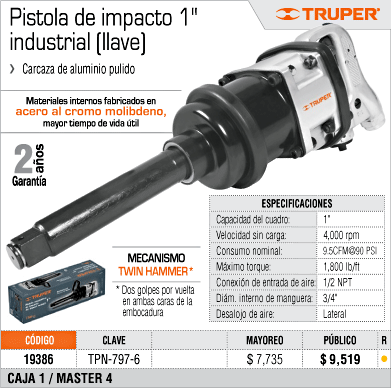 Pistola de impacto 1"
industrial (llave)
TRUPER®
› Carcaza de aluminio pulido
Materiales internos fabricados en
acero al cromo molibdeno,
mayor tiempo de vida útil
2 años
Garantía
TRUPER
MECANISMO
TWIN HAMMER*
* Dos golpes por vuelta
en ambas caras de la
embocadura
ESPECIFICACIONES
Capacidad del cuadro: 1"
Velocidad sin carga: 4,000 rpm
Consumo nominal: 9.5CFM@90 PSI
Máximo torque: 1,800 lb/ft
Conexión de entrada de aire: 1/2 NPT
Diám. interno de manguera: 3/4"
Desalojo de aire: Lateral
CÓDIGO CLAVE MAYOREO PÚBLICO R
19386 TPN-797-6 $ 7,735 $ 9,519
CAJA 1 / MASTER 4